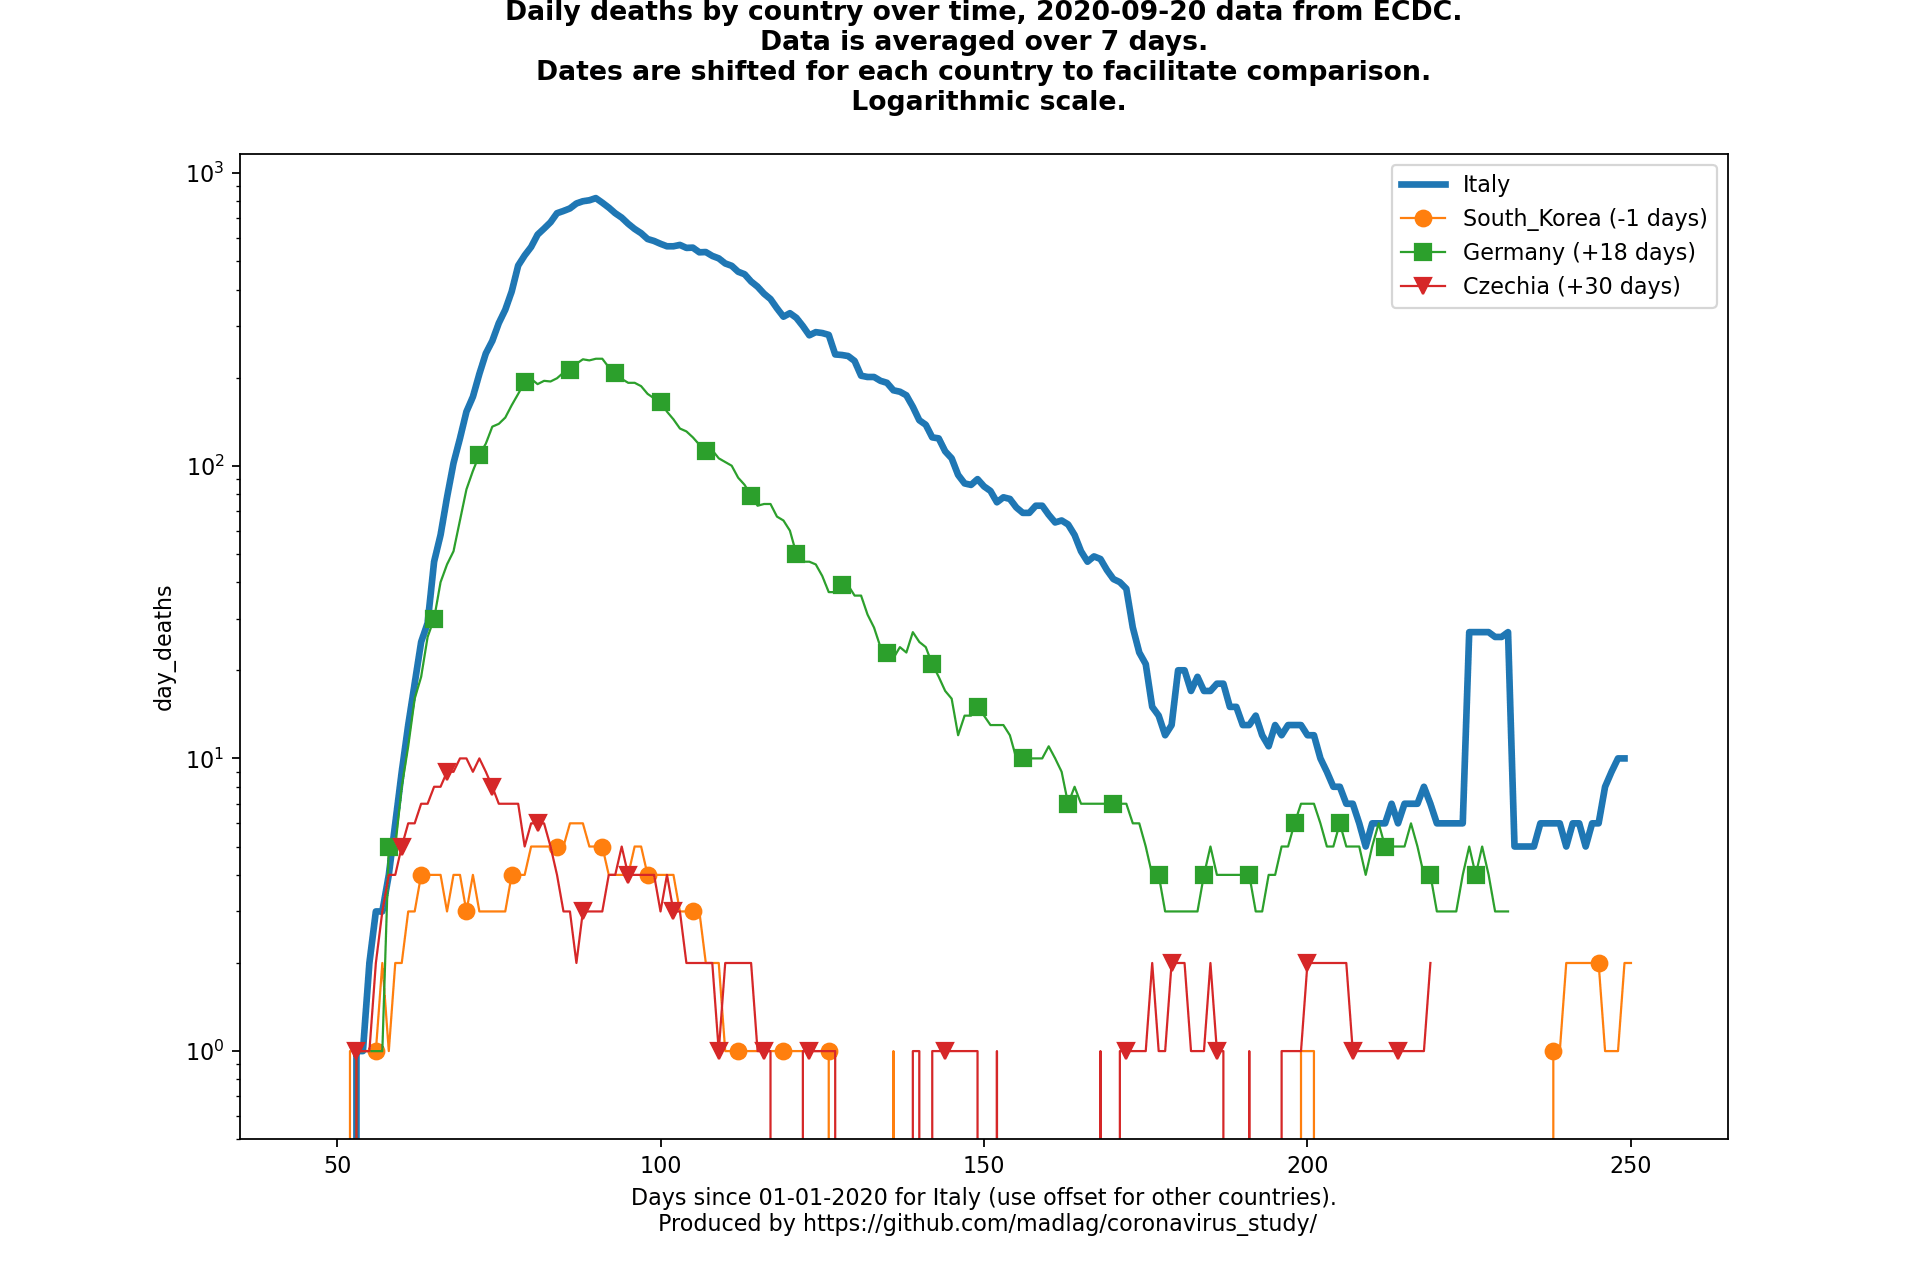 Daily deaths by country over time, 2020-09-20 data from ECDC.
Data is averaged over 7 days.
Dates are shifted for each country to facilitate comparison.
Logarithmic scale.
10³
10²
10¹
10⁰
day_deaths
Italy
South_Korea (-1 days)
Germany (+18 days)
Czechia (+30 days)
50 100 150 200 250
Days since 01-01-2020 for Italy (use offset for other countries).
Produced by https://github.com/madlag/coronavirus_study/